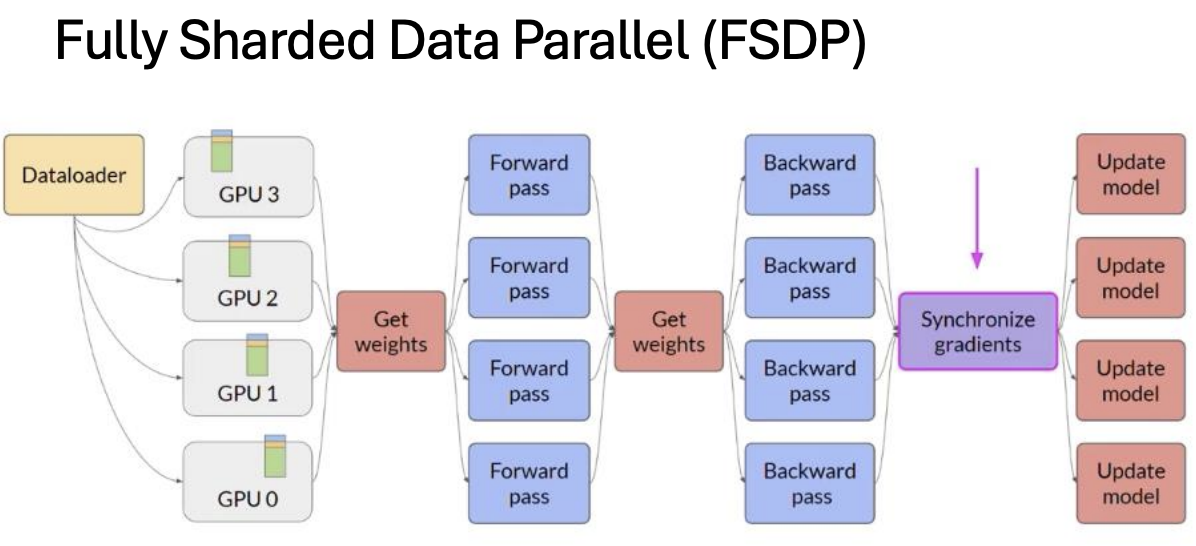 Fully Sharded Data Parallel (FSDP)
Dataloader
GPU 3
GPU 2
GPU 1
GPU 0
Get
weights
Forward
pass
Forward
pass
Forward
pass
Forward
pass
Get
weights
Backward
pass
Backward
pass
Backward
pass
Backward
pass
Synchronize
gradients
Update
model
Update
model
Update
model
Update
model